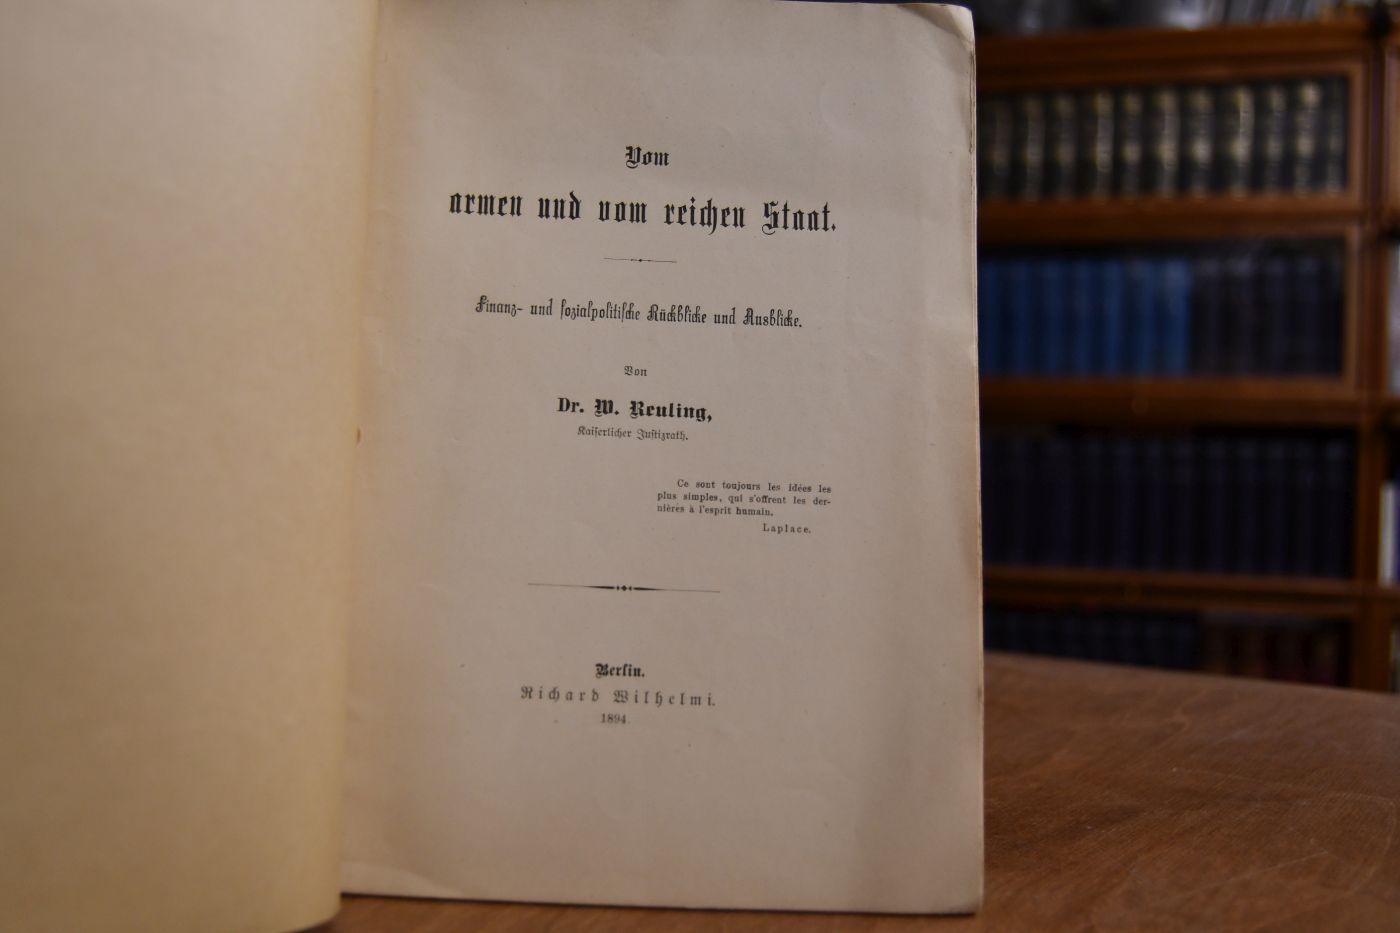 Vom
armen und vom reichen Staat.
Finanz- und sozialpolitische Rückblicke und Ausblicke.
Von
Dr. W. Reuling,
Kaiserlicher Justizrath.
Ce sont toujours les idées les
plus simples, qui s'offrent les der-
nières à l'esprit humain.
Laplace.
Berlin.
Richard Wilhelmi.
1894.